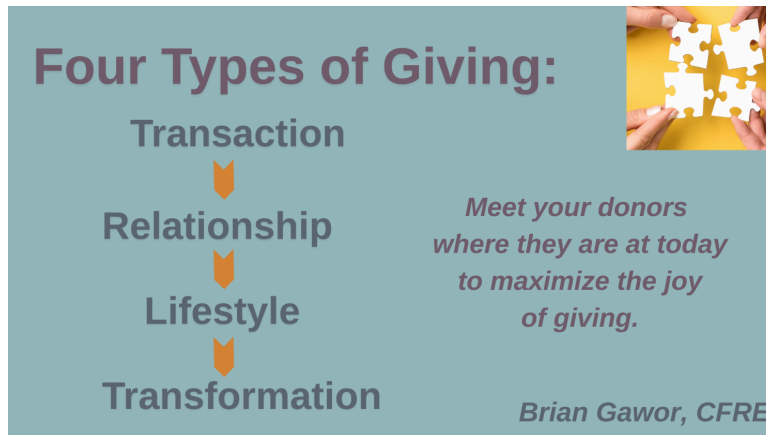 Four Types of Giving:
Transaction
Relationship
Lifestyle
Transformation
Meet your donors
where they are at today
to maximize the joy
of giving.
Brian Gawor, CFRE